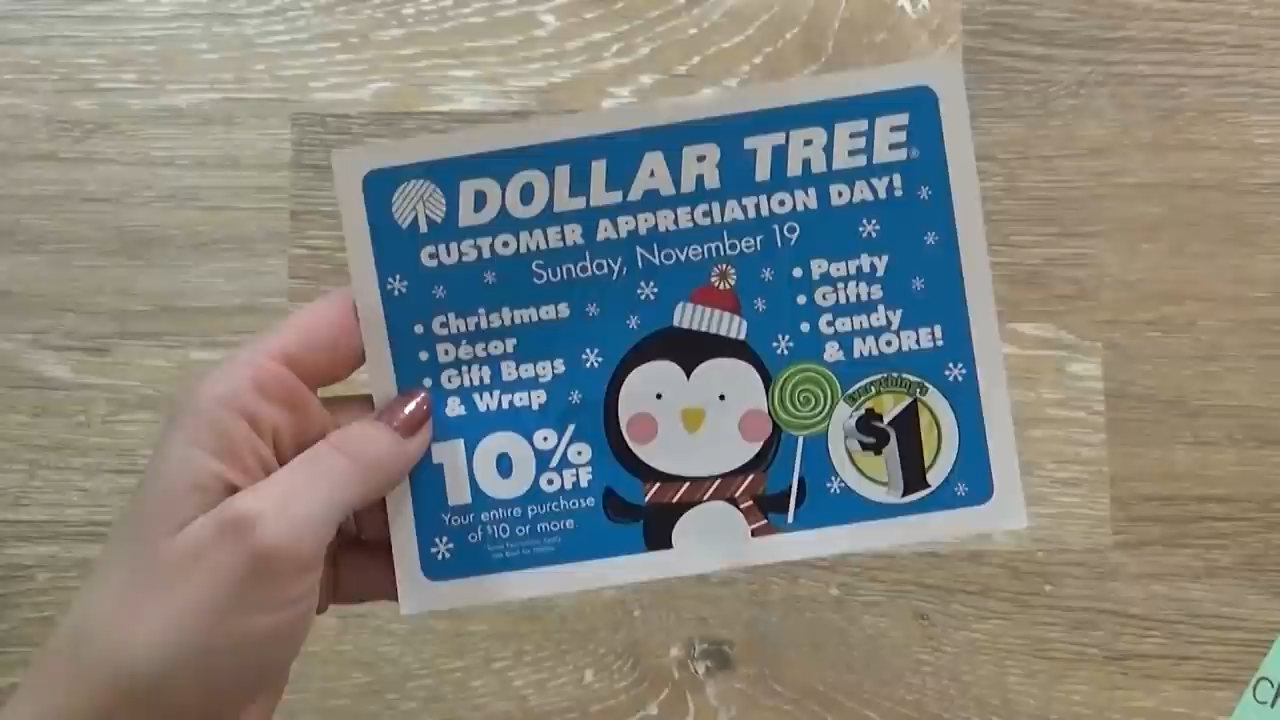 DOLLAR TREE®
CUSTOMER APPRECIATION DAY!
Sunday, November 19
• Christmas
• Décor
• Gift Bags
& Wrap
• Party
• Gifts
• Candy
& MORE!
10% OFF
Your entire purchase
of $10 or more.
Everything's
$1